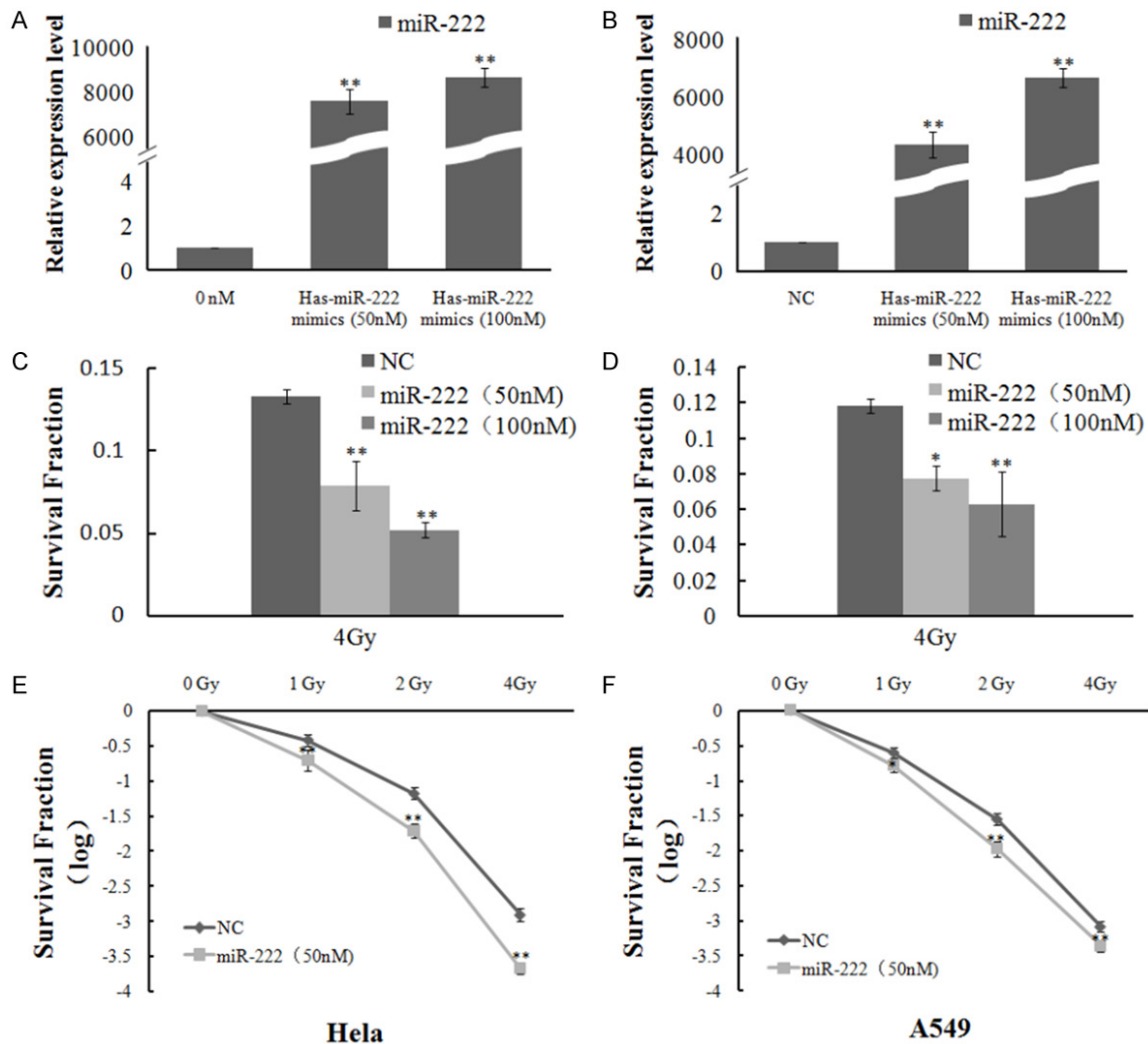 A
miR-222
Relative expression level
10000
8000
6000
4
2
0
**
**
0 nM
Has-miR-222
mimics (50nM)
Has-miR-222
mimics (100nM)
B
miR-222
Relative expression level
8000
6000
4000
2
0
**
**
NC
Has-miR-222
mimics (50nM)
Has-miR-222
mimics (100nM)
C
Survival Fraction
0.15
0.1
0.05
0
NC
miR-222（50nM)
miR-222（100nM)
**
**
4Gy
D
Survival Fraction
0.14
0.12
0.1
0.08
0.06
0.04
0.02
0
NC
miR-222（50nM)
miR-222（100nM)
*
**
4Gy
E
0 Gy
1 Gy
2 Gy
4Gy
Survival Fraction
（log）
0
-0.5
-1
-1.5
-2
-2.5
-3
-3.5
-4
**
**
**
NC
miR-222（50nM)
Hela
F
0 Gy
1 Gy
2 Gy
4Gy
Survival Fraction
（log）
0
-0.5
-1
-1.5
-2
-2.5
-3
-3.5
-4
*
**
**
NC
miR-222（50nM)
A549